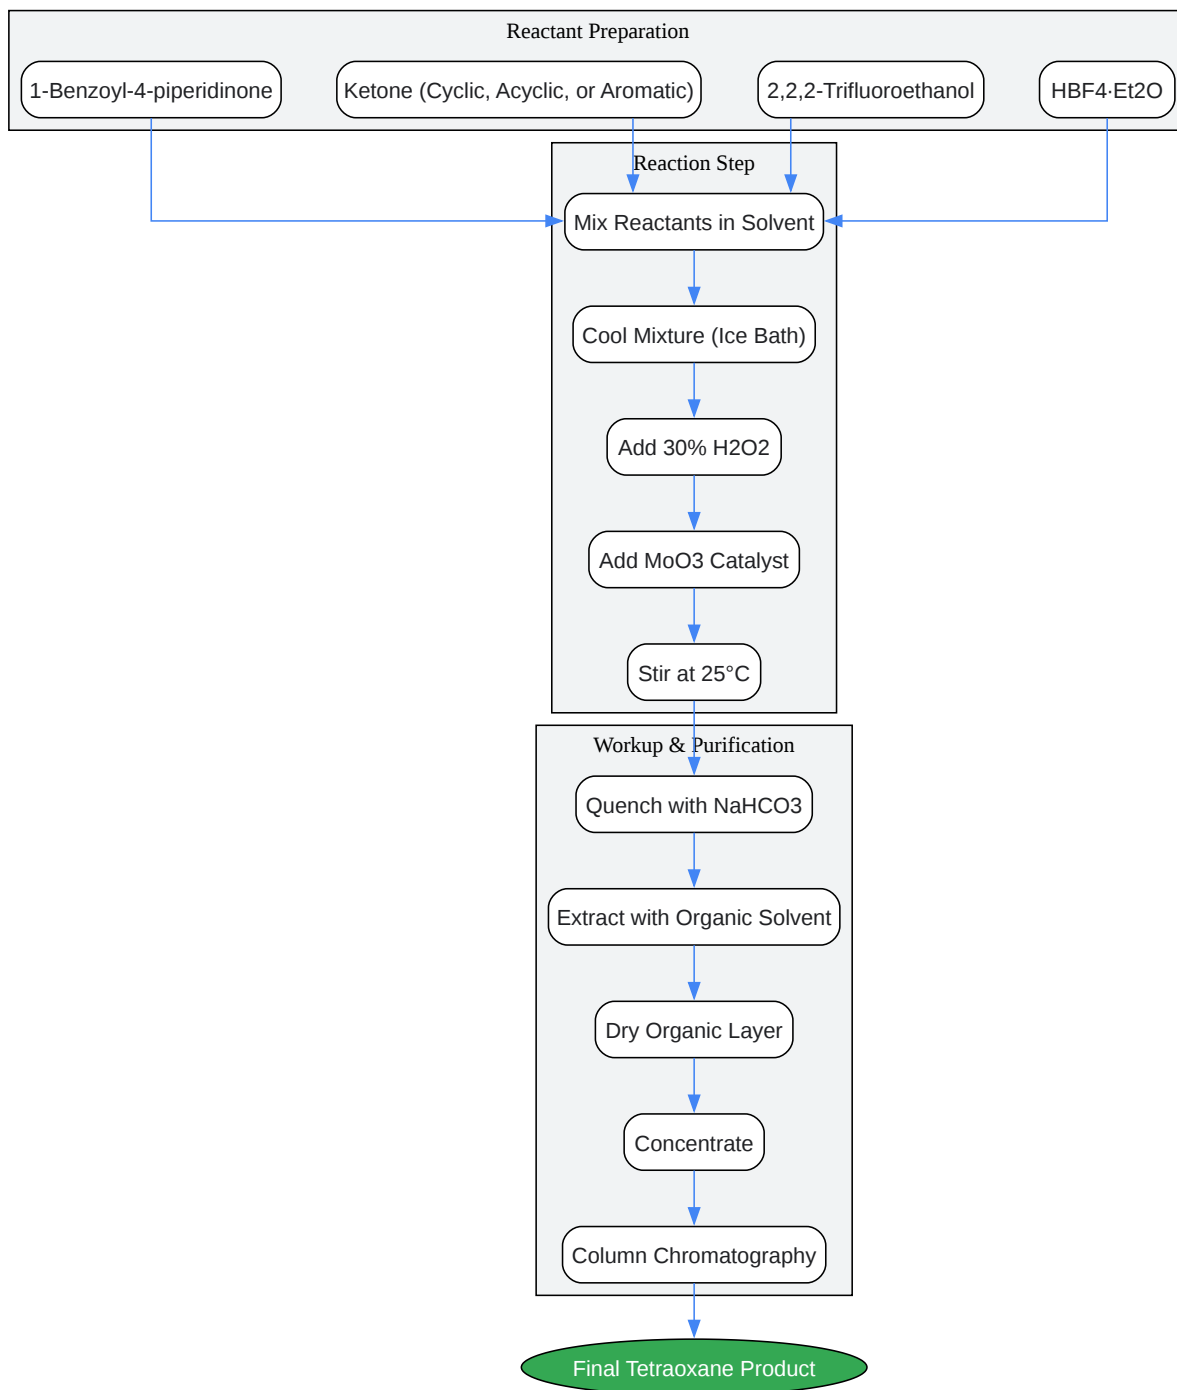 Reactant Preparation
1-Benzoyl-4-piperidinone
Ketone (Cyclic, Acyclic, or Aromatic)
2,2,2-Trifluoroethanol
HBF4·Et2O
Reaction Step
Mix Reactants in Solvent
Cool Mixture (Ice Bath)
Add 30% H2O2
Add MoO3 Catalyst
Stir at 25°C
Workup & Purification
Quench with NaHCO3
Extract with Organic Solvent
Dry Organic Layer
Concentrate
Column Chromatography
Final Tetraoxane Product